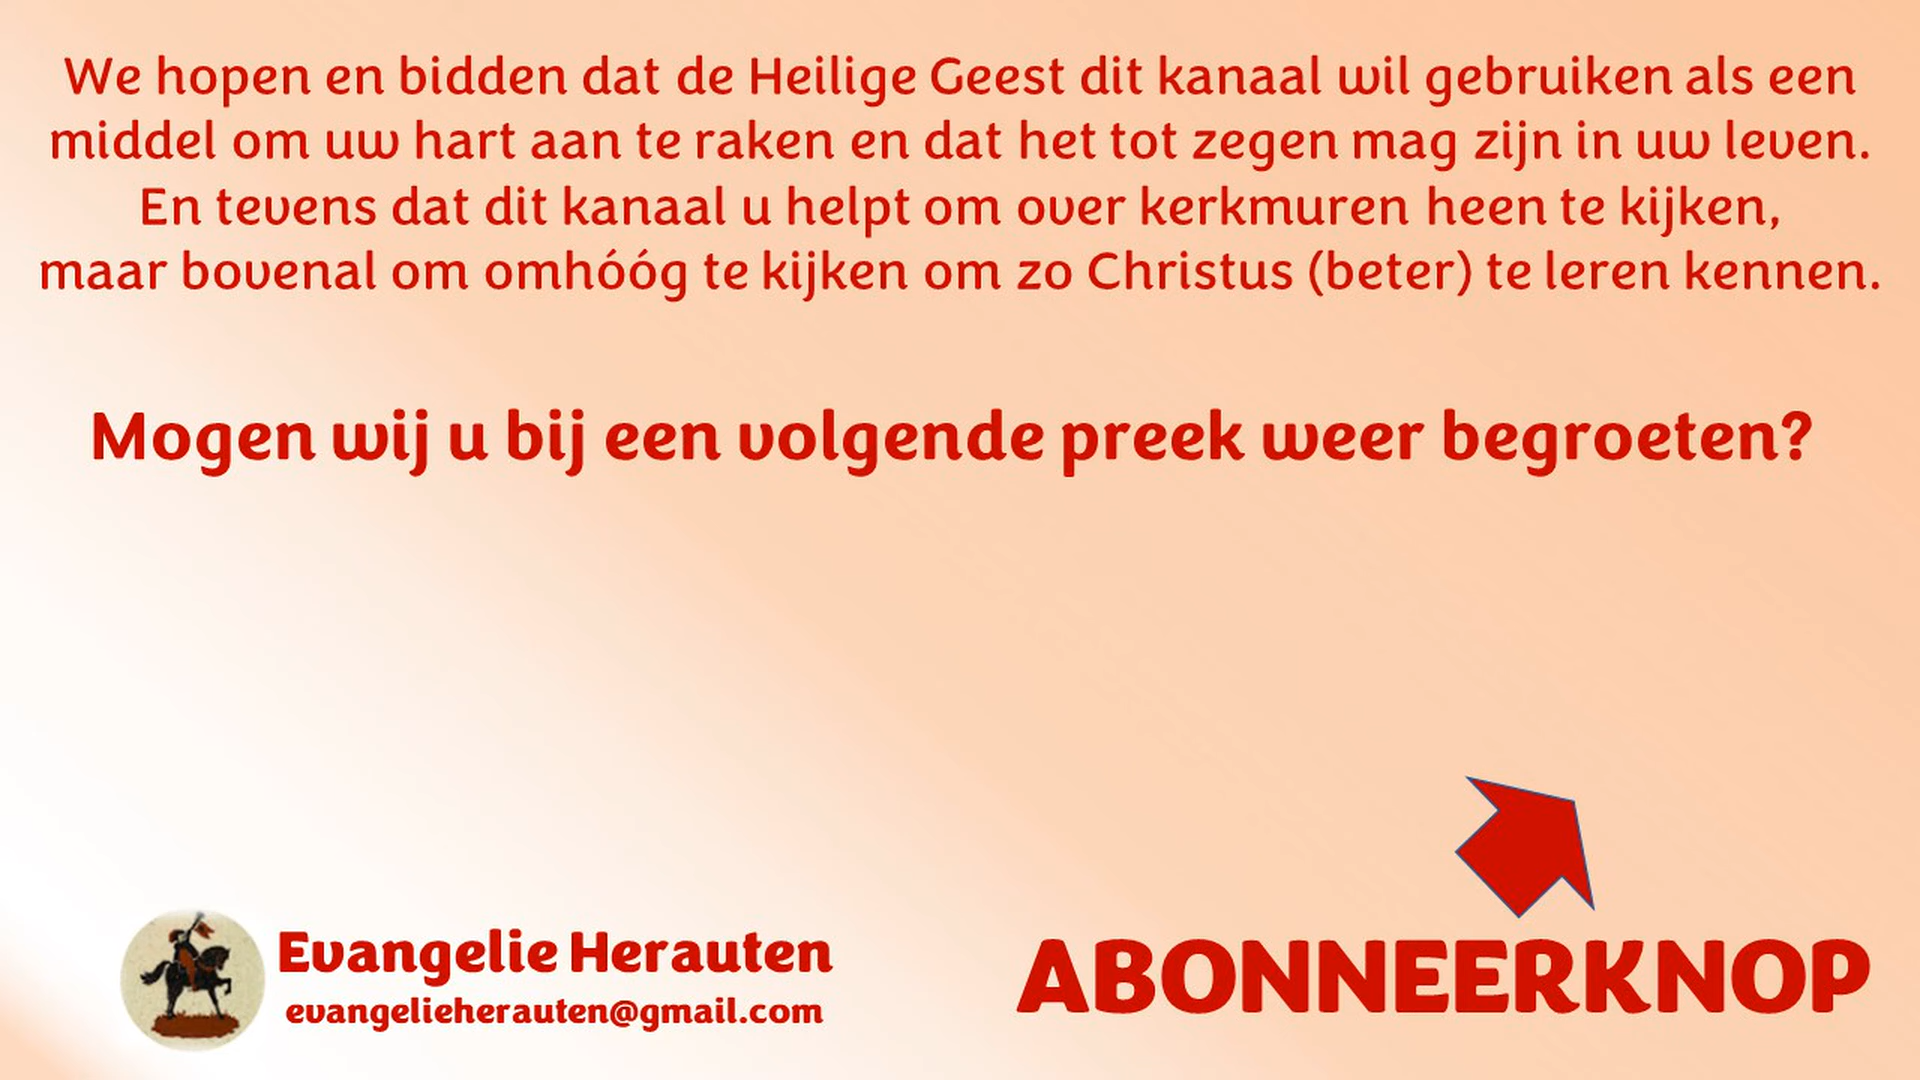 We hopen en bidden dat de Heilige Geest dit kanaal wil gebruiken als een
middel om uw hart aan te raken en dat het tot zegen mag zijn in uw leven.
En tevens dat dit kanaal u helpt om over kerkmuren heen te kijken,
maar bovenal om omhóóg te kijken om zo Christus (beter) te leren kennen.
Mogen wij u bij een volgende preek weer begroeten?
Evangelie Herauten
evangelieherauten@gmail.com
ABONNEERKNOP